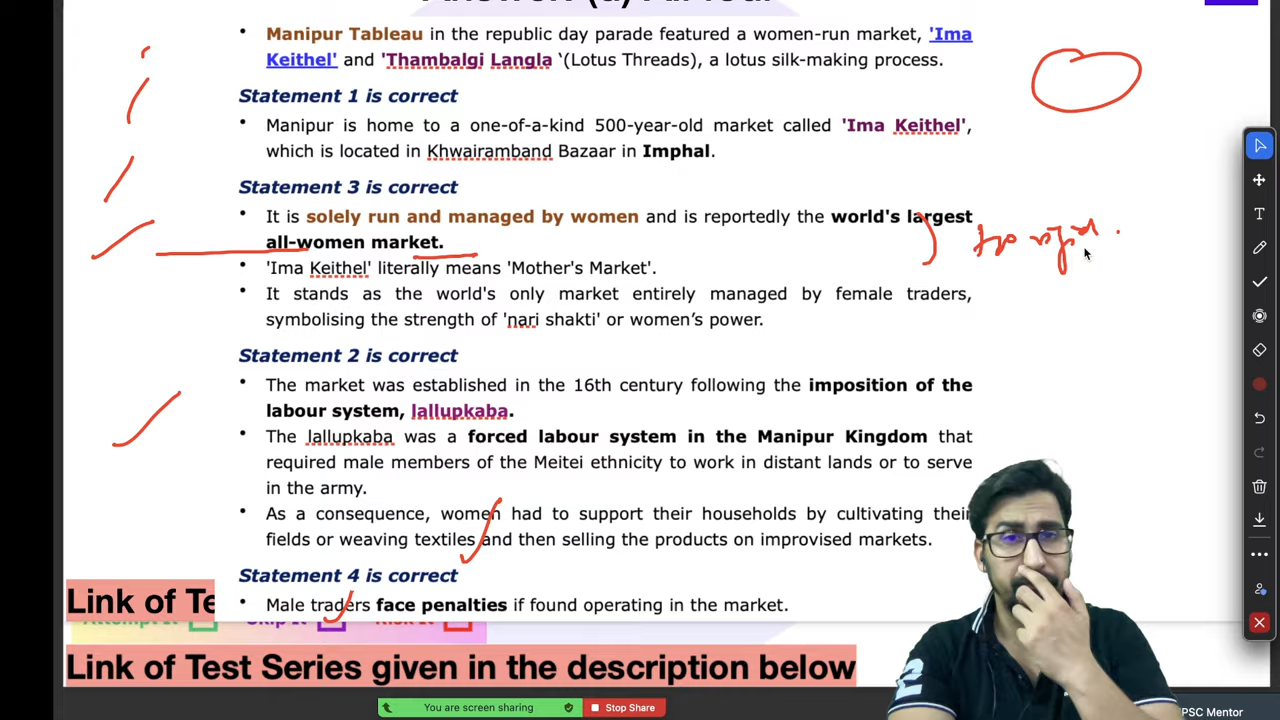 Answer (a) All four
• Manipur Tableau in the republic day parade featured a women-run market, 'Ima
Keithel' and 'Thambalgi Langla '(Lotus Threads), a lotus silk-making process.
Statement 1 is correct
• Manipur is home to a one-of-a-kind 500-year-old market called 'Ima Keithel',
which is located in Khwairamband Bazaar in Imphal.
Statement 3 is correct
• It is solely run and managed by women and is reportedly the world's largest
all-women market.
• 'Ima Keithel' literally means 'Mother's Market'.
• It stands as the world's only market entirely managed by female traders,
symbolising the strength of 'nari shakti' or women's power.
Statement 2 is correct
• The market was established in the 16th century following the imposition of the
labour system, lallupkaba.
• The lallupkaba was a forced labour system in the Manipur Kingdom that
required male members of the Meitei ethnicity to work in distant lands or to serve
in the army.
• As a consequence, women had to support their households by cultivating their
fields or weaving textiles and then selling the products on improvised markets.
Statement 4 is correct
• Male traders face penalties if found operating in the market.
Link of Te
Attempt It Skip It Risk It
Link of Test Series given in the description below
You are screen sharing Stop Share
PSC Mentor